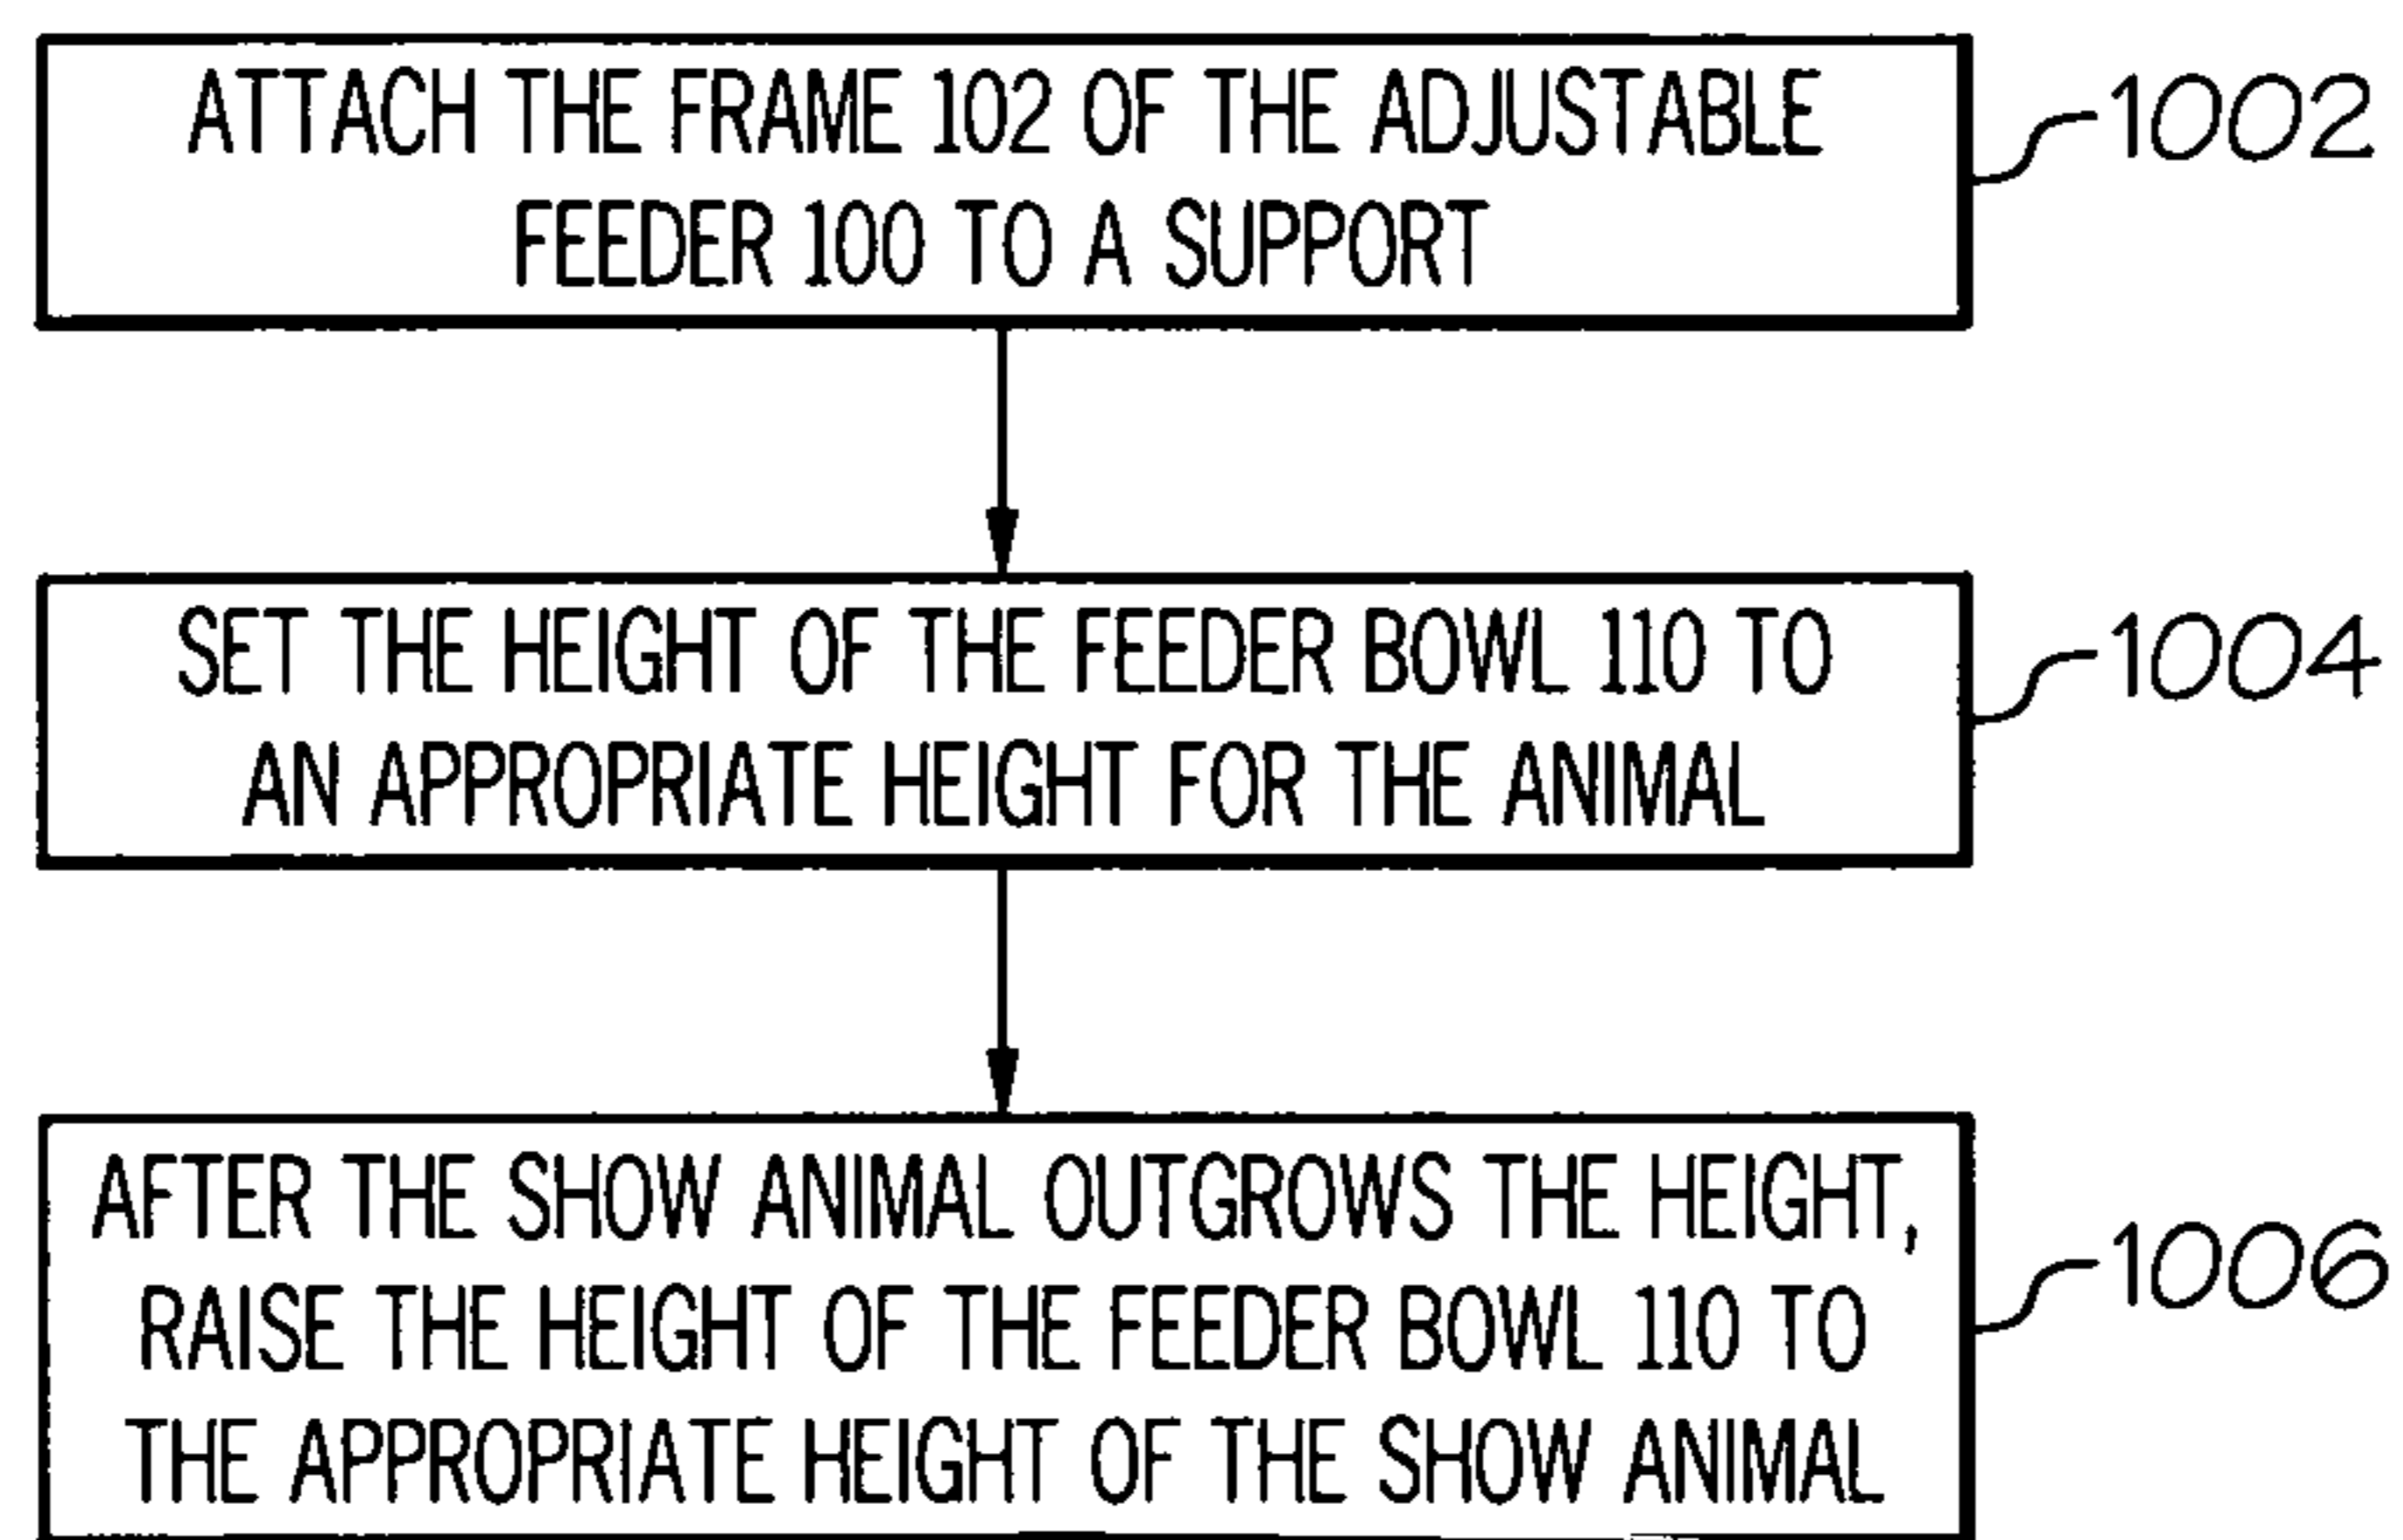 ATTACH THE FRAME 102 OF THE ADJUSTABLE
FEEDER 100 TO A SUPPORT
1002
SET THE HEIGHT OF THE FEEDER BOWL 110 TO
AN APPROPRIATE HEIGHT FOR THE ANIMAL
1004
AFTER THE SHOW ANIMAL OUTGROWS THE HEIGHT,
RAISE THE HEIGHT OF THE FEEDER BOWL 110 TO
THE APPROPRIATE HEIGHT OF THE SHOW ANIMAL
1006